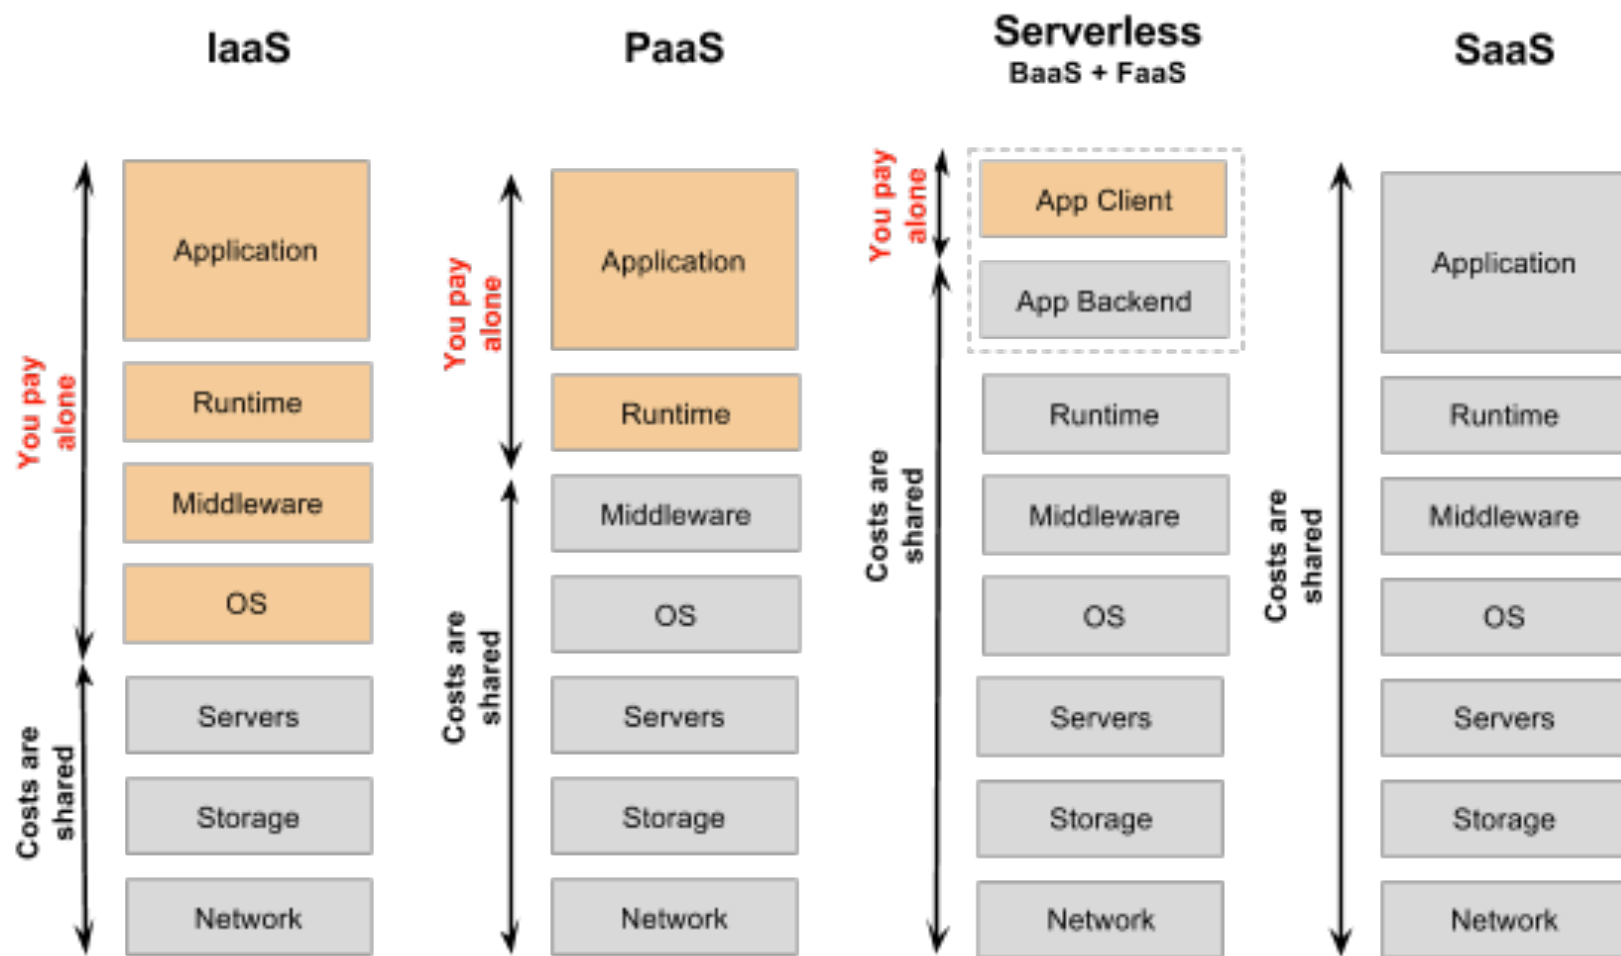 IaaS
You pay
alone
Costs are
shared
Application
Runtime
Middleware
OS
Servers
Storage
Network
PaaS
You pay
alone
Costs are
shared
Application
Runtime
Middleware
OS
Servers
Storage
Network
Serverless
BaaS + FaaS
You pay
alone
Costs are
shared
App Client
App Backend
Runtime
Middleware
OS
Servers
Storage
Network
SaaS
Costs are
shared
Application
Runtime
Middleware
OS
Servers
Storage
Network